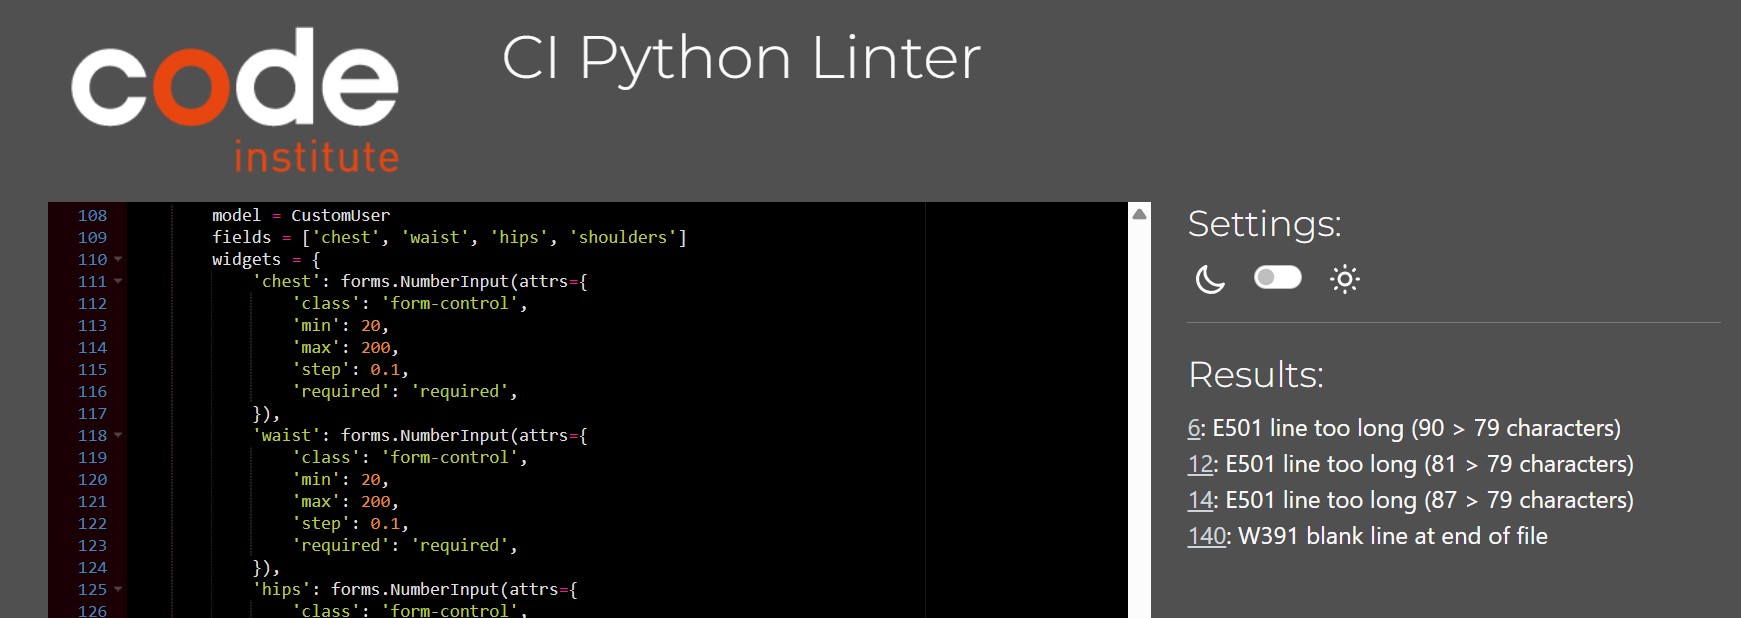 code
institute
CI Python Linter
108 model = CustomUser
109 fields = ['chest', 'waist', 'hips', 'shoulders']
110 widgets = {
111 'chest': forms.NumberInput(attrs={
112 'class': 'form-control',
113 'min': 20,
114 'max': 200,
115 'step': 0.1,
116 'required': 'required',
117 }),
118 'waist': forms.NumberInput(attrs={
119 'class': 'form-control',
120 'min': 20,
121 'max': 200,
122 'step': 0.1,
123 'required': 'required',
124 }),
125 'hips': forms.NumberInput(attrs={
126 'class': 'form-control',
Settings:
Results:
6: E501 line too long (90 > 79 characters)
12: E501 line too long (81 > 79 characters)
14: E501 line too long (87 > 79 characters)
140: W391 blank line at end of file